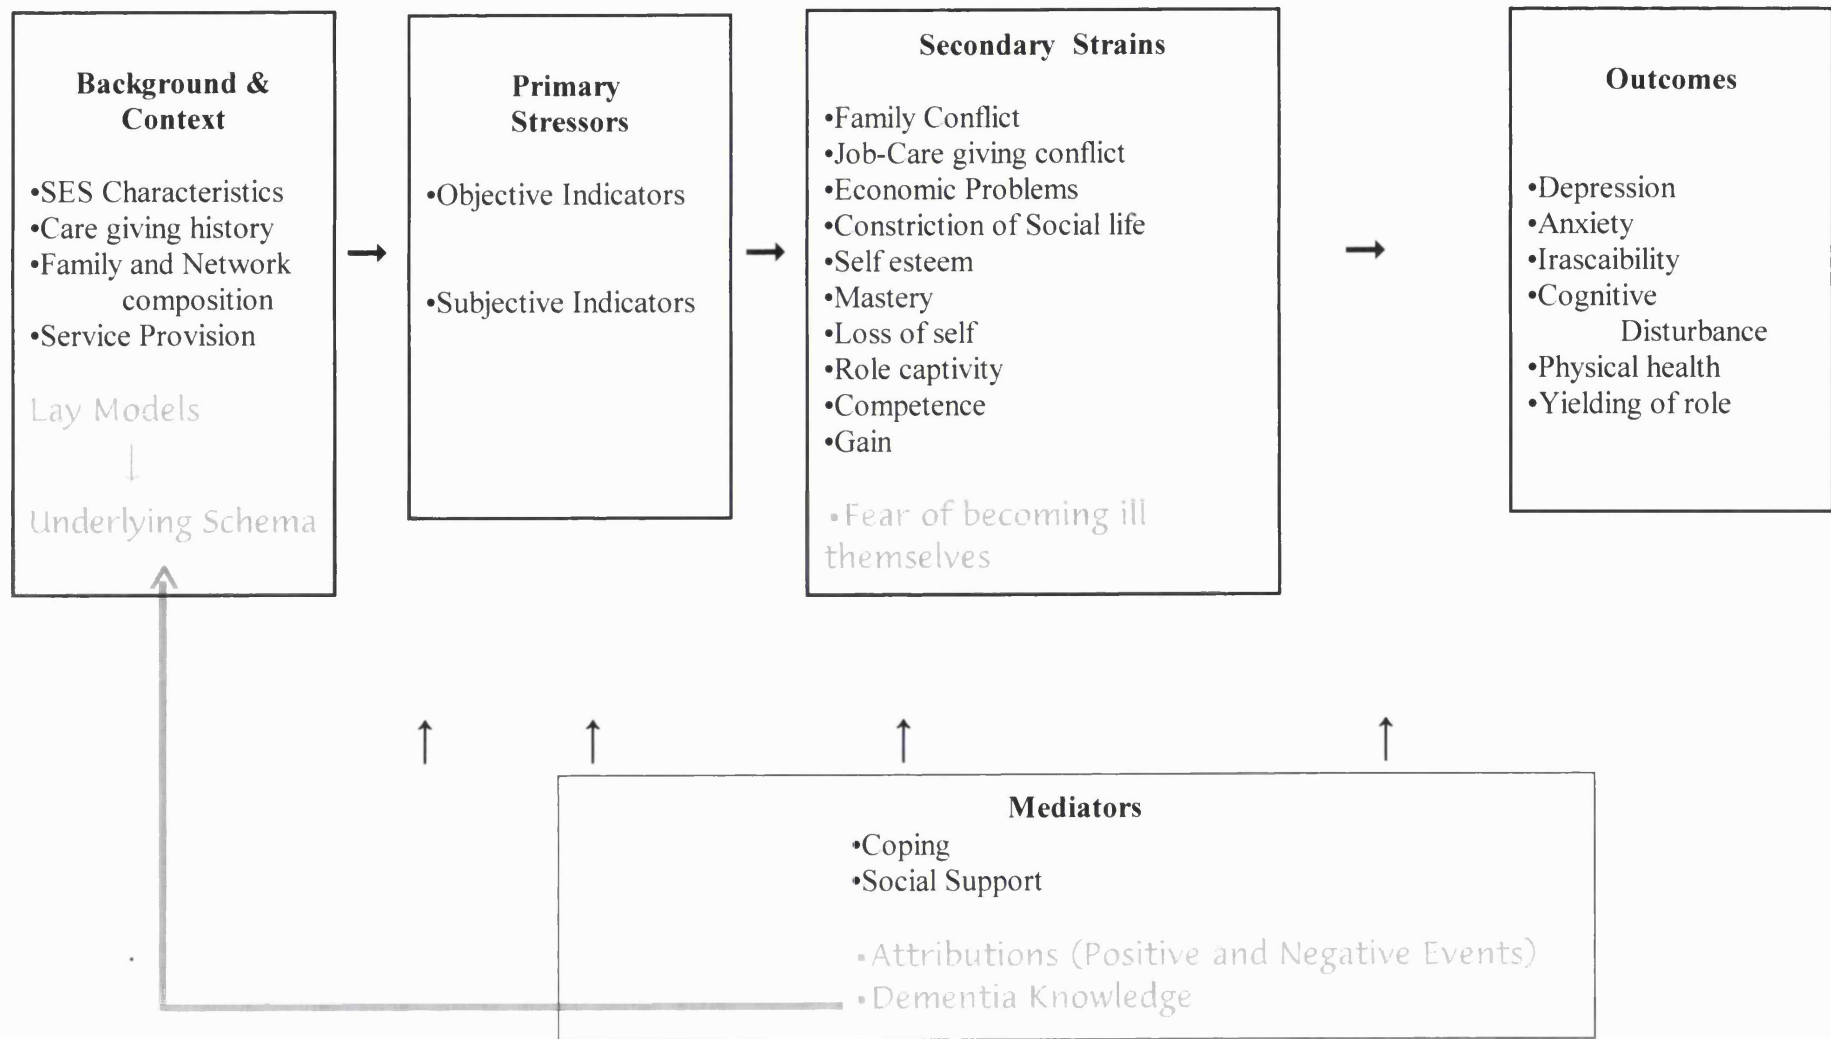 Background &
Context
•SES Characteristics
•Care giving history
•Family and Network
composition
•Service Provision
Lay Models
↓
Underlying Schema
→
Primary
Stressors
•Objective Indicators
•Subjective Indicators
→
Secondary Strains
•Family Conflict
•Job-Care giving conflict
•Economic Problems
•Constriction of Social life
•Self esteem
•Mastery
•Loss of self
•Role captivity
•Competence
•Gain
•Fear of becoming ill
themselves
→
Outcomes
•Depression
•Anxiety
•Irascaibility
•Cognitive
Disturbance
•Physical health
•Yielding of role
↑ ↑ ↑ ↑
Mediators
•Coping
•Social Support
•Attributions (Positive and Negative Events)
•Dementia Knowledge